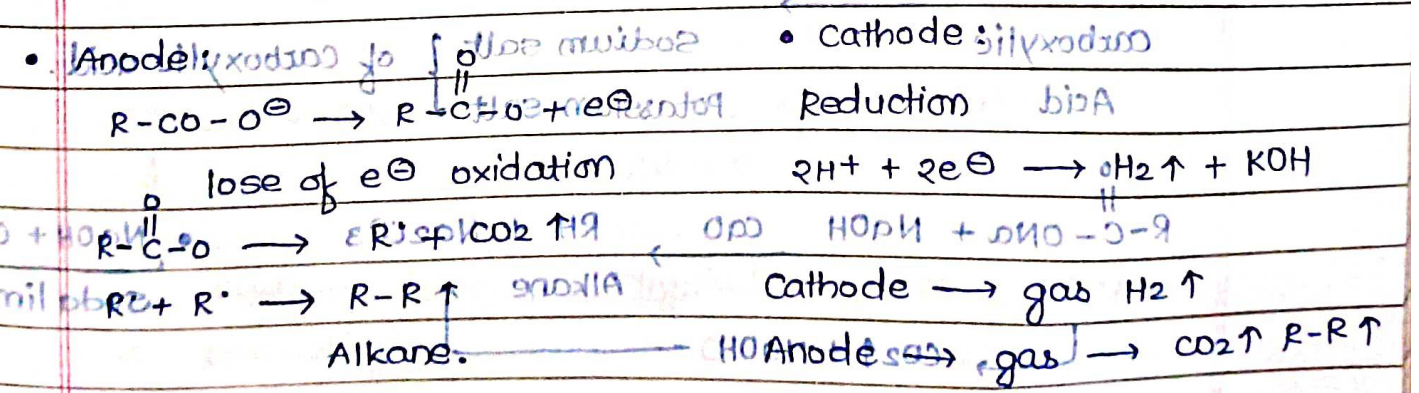 • Anode
R-CO-O⊖ ⟶ R-C(=O)-O + e⊖
lose of e⊖ oxidation
R-C(=O)-O ⟶ R· + CO2 ↑
R· + R· ⟶ R-R ↑
Alkane.
• Cathode
Reduction
2H+ + 2e⊖ ⟶ H2↑ + KOH
Cathode ⟶ gas H2 ↑
Anode ⟶ gas ⟶ CO2↑ R-R↑